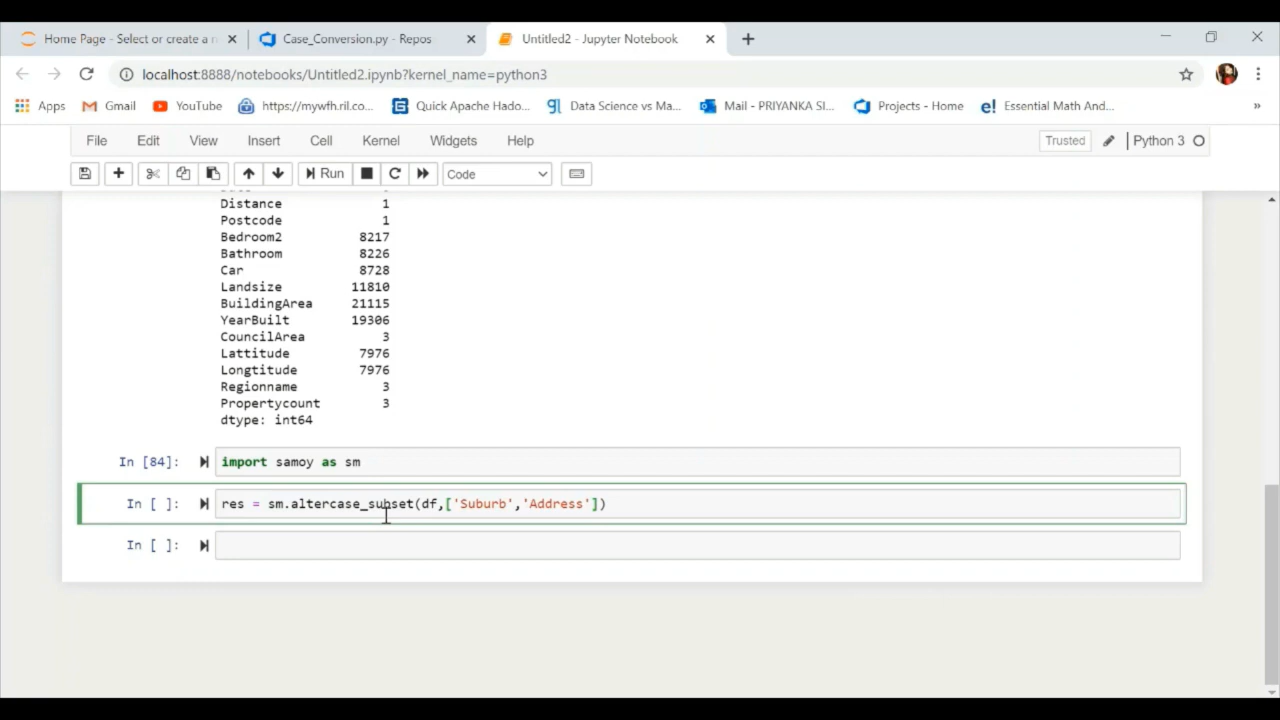 Home Page - Select or create a n
Case_Conversion.py - Repos
Untitled2 - Jupyter Notebook
localhost:8888/notebooks/Untitled2.ipynb?kernel_name=python3
Apps
Gmail
YouTube
https://mywfh.ril.co...
Quick Apache Hado...
Data Science vs Ma...
Mail - PRIYANKA SI...
Projects - Home
Essential Math And...
»
File
Edit
View
Insert
Cell
Kernel
Widgets
Help
Trusted
Python 3
Run
Code
Distance 1
Postcode 1
Bedroom2 8217
Bathroom 8226
Car 8728
Landsize 11810
BuildingArea 21115
YearBuilt 19306
CouncilArea 3
Lattitude 7976
Longtitude 7976
Regionname 3
Propertycount 3
dtype: int64
In [84]: import samoy as sm
In [ ]: res = sm.altercase_subset(df,['Suburb','Address'])
In [ ]: